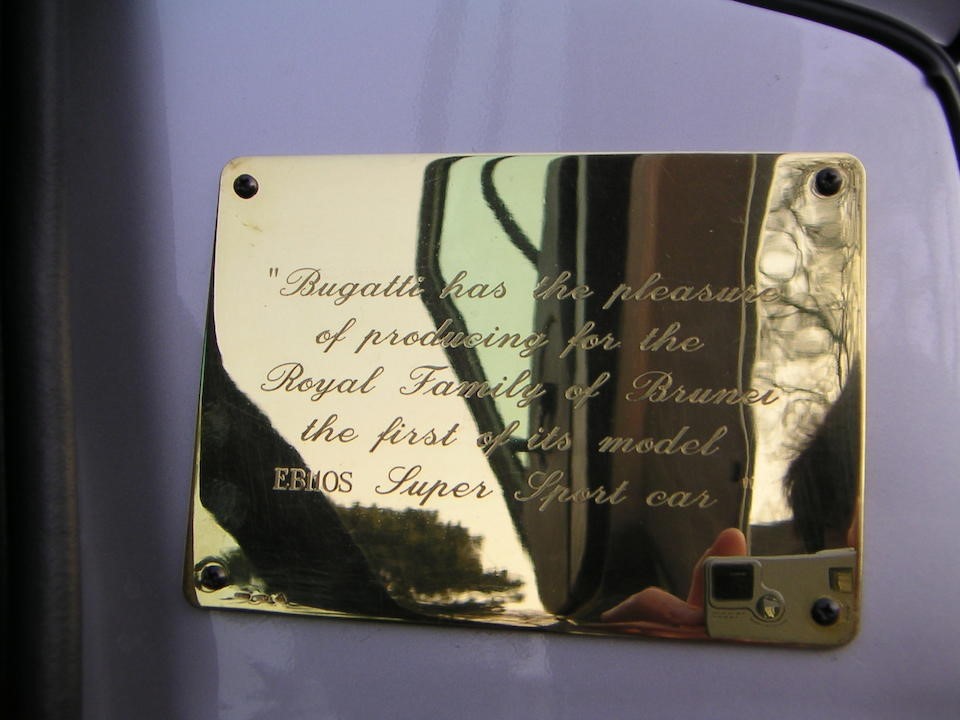 "Bugatti has the pleasure
of producing for the
Royal Family of Brunei
the first of its model
EB110S Super Sport car "